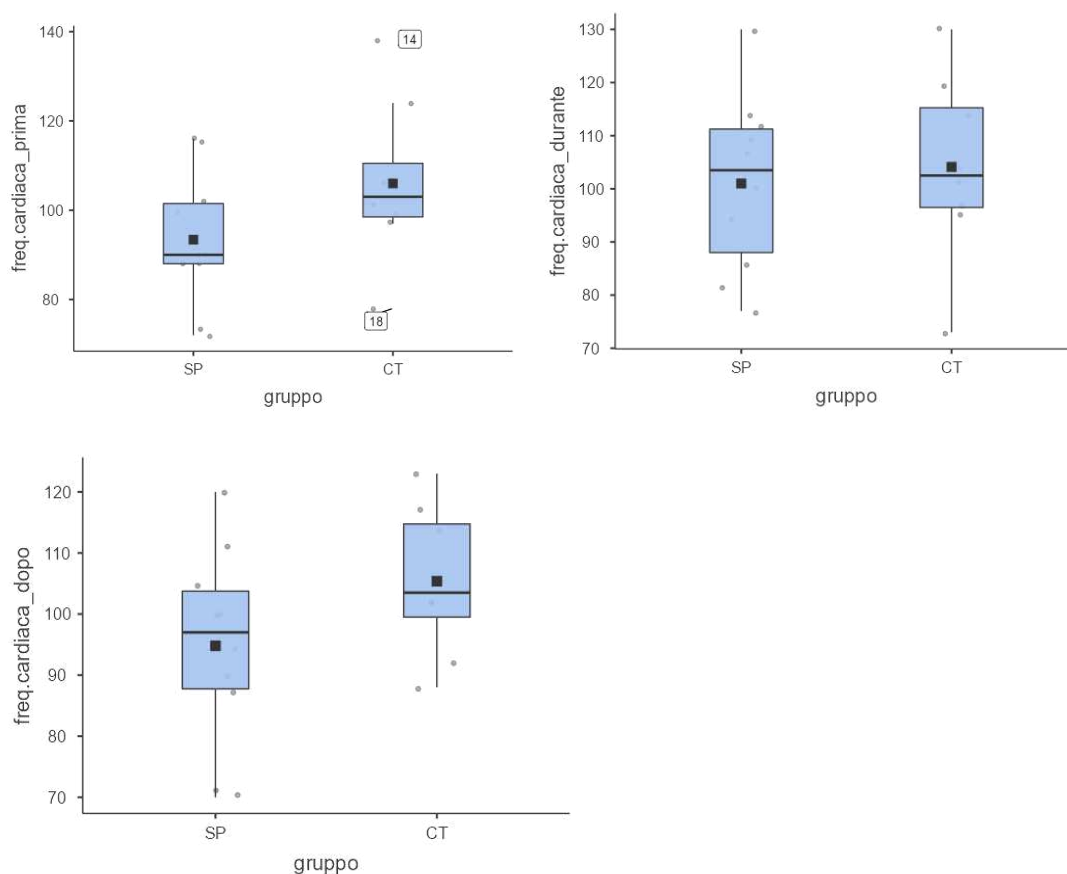 freq.cardiaca_prima
140
120
100
80
14
18
SP
CT
gruppo
freq.cardiaca_durante
130
120
110
100
90
80
70
SP
CT
gruppo
freq.cardiaca_dopo
120
110
100
90
80
70
SP
CT
gruppo